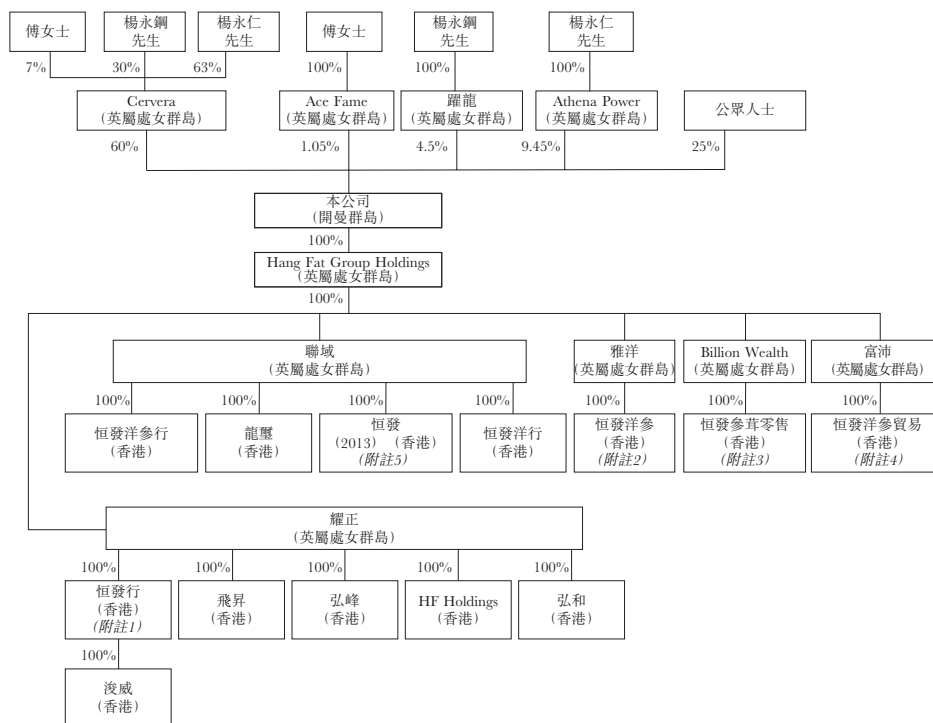 傅女士
楊永鋼
先生
楊永仁
先生
傅女士
楊永鋼
先生
楊永仁
先生
7%
30%
63%
100%
100%
100%
Cervera
(英屬處女群島)
Ace Fame
(英屬處女群島)
躍龍
(英屬處女群島)
Athena Power
(英屬處女群島)
公眾人士
60%
1.05%
4.5%
9.45%
25%
本公司
(開曼群島)
100%
Hang Fat Group Holdings
(英屬處女群島)
100%
聯域
(英屬處女群島)
雅洋
(英屬處女群島)
Billion Wealth
(英屬處女群島)
富沛
(英屬處女群島)
100%
100%
100%
100%
100%
100%
100%
恒發洋參行
(香港)
龍璽
(香港)
恒發
(2013) (香港)
(附註5)
恒發洋行
(香港)
恒發洋參
(香港)
(附註2)
恒發參茸零售
(香港)
(附註3)
恒發洋參貿易
(香港)
(附註4)
耀正
(英屬處女群島)
100%
100%
100%
100%
100%
恒發行
(香港)
(附註1)
飛昇
(香港)
弘峰
(香港)
HF Holdings
(香港)
弘和
(香港)
100%
浚威
(香港)